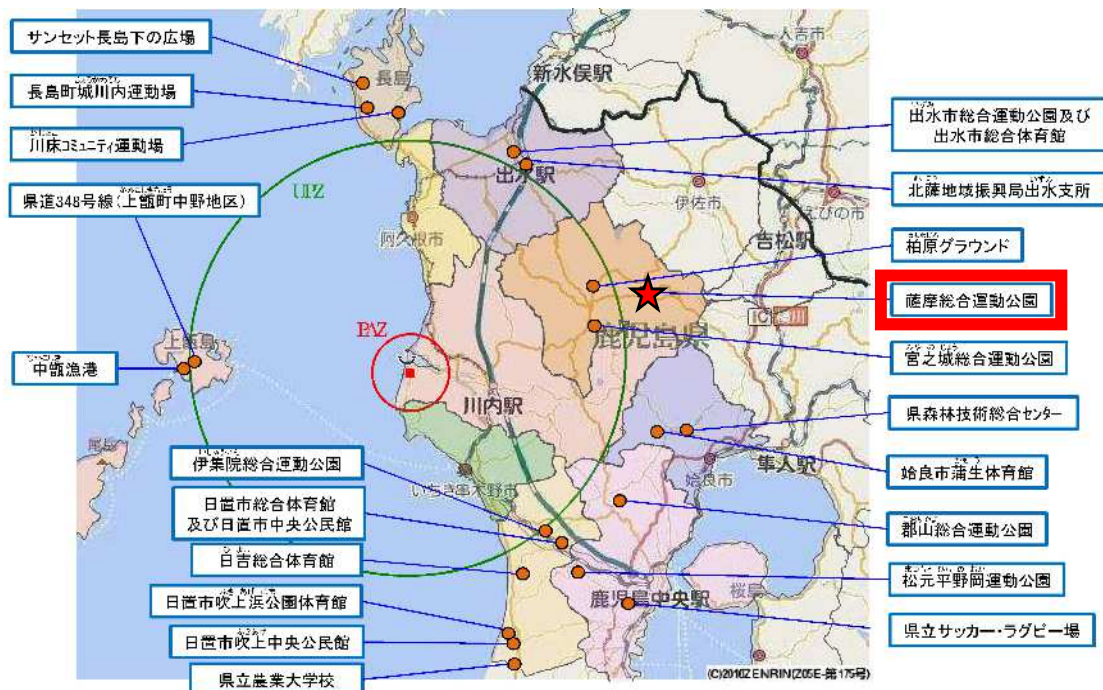 サンセット長島下の広場
長島町城川内運動場
川床コミュニティ運動場
県道348号線(上甑町中野地区)
中甑漁港
伊集院総合運動公園
日置市総合体育館
及び日置市中央公民館
日吉総合体育館
日置市吹上浜公園体育館
日置市吹上中央公民館
県立農業大学校
長島
新水俣駅
人吉市
出水駅
UPZ
阿久根市
伊佐市
えびの市
吉松駅
PAZ
鹿児島県
上甑島
川内駅
いちき串木野市
姶良市
隼人駅
鹿児島中央駅
桜島
(C)2010ZENRIN(Z05E-第175号)
出水市総合運動公園及び
出水市総合体育館
北薩地域振興局出水支所
柏原グラウンド
薩摩総合運動公園
宮之城総合運動公園
県森林技術総合センター
姶良市蒲生体育館
郡山総合運動公園
松元平野岡運動公園
県立サッカー・ラグビー場